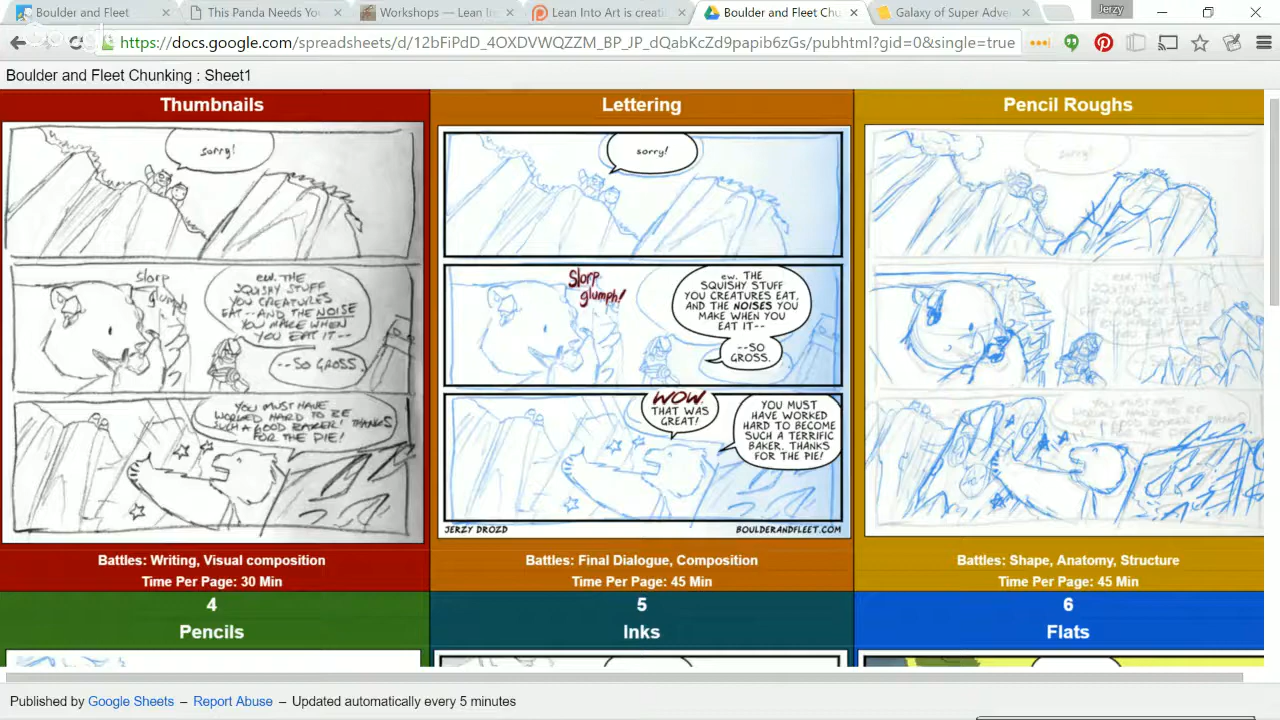 Boulder and Fleet
This Panda Needs Yo
Workshops — Lean In
Lean Into Art is creati
Boulder and Fleet Chu
Galaxy of Super Adve
Jerzy
https://docs.google.com/spreadsheets/d/12bFiPdD_4OXDVWQZZM_BP_JP_dQabKcZd9papib6zGs/pubhtml?gid=0&single=true
Boulder and Fleet Chunking : Sheet1
Thumbnails
sorry!
Slorp
glumph
ew. THE
SQUISHY STUFF
YOU CREATURES
EAT--AND THE NOISE
YOU MAKE WHEN
YOU EAT IT--
--SO GROSS.
YOU MUST HAVE
WORKED HARD TO BE
SUCH A GOOD BAKER! THANKS
FOR THE PIE!
Battles: Writing, Visual composition
Time Per Page: 30 Min
Lettering
sorry!
Slorp
glumph!
ew. THE
SQUISHY STUFF
YOU CREATURES EAT,
AND THE NOISES YOU
MAKE WHEN YOU
EAT IT--
--SO
GROSS.
WOW.
THAT WAS
GREAT!
YOU MUST
HAVE WORKED
HARD TO BECOME
SUCH A TERRIFIC
BAKER. THANKS
FOR THE PIE!
JERZY DROZD
BOULDERANDFLEET.COM
Battles: Final Dialogue, Composition
Time Per Page: 45 Min
Pencil Roughs
sorry!
Battles: Shape, Anatomy, Structure
Time Per Page: 45 Min
4
Pencils
5
Inks
6
Flats
Published by Google Sheets – Report Abuse – Updated automatically every 5 minutes